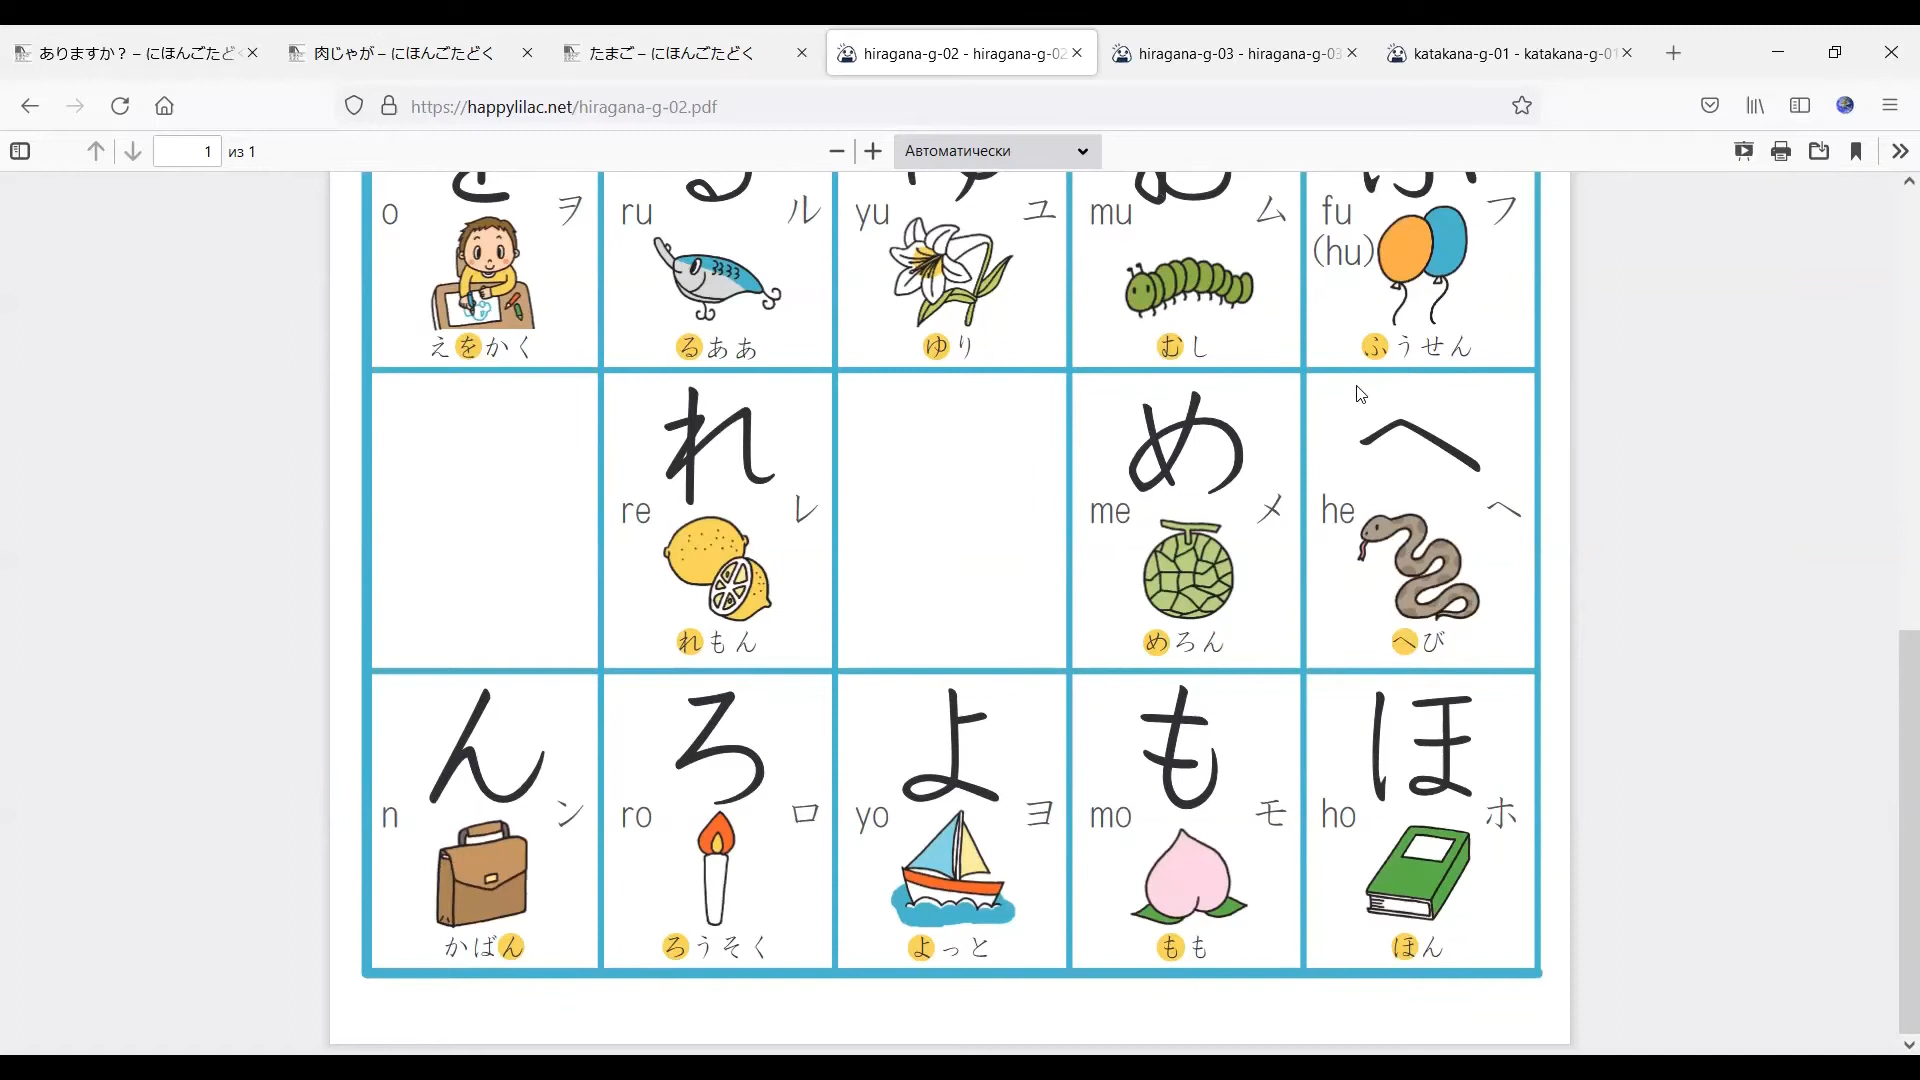 ありますか？ – にほんごたどく
肉じゃが – にほんごたどく
たまご – にほんごたどく
hiragana-g-02 - hiragana-g-02
hiragana-g-03 - hiragana-g-03
katakana-g-01 - katakana-g-01
https://happylilac.net/hiragana-g-02.pdf
1 из 1
Автоматически
o ヲ
ru ル
yu ユ
mu ム
fu フ
(hu)
えをかく
るああ
ゆり
むし
ふうせん
れ
め
へ
re レ
me メ
he ヘ
れもん
めろん
へび
ん
ろ
よ
も
ほ
n ン
ro ロ
yo ヨ
mo モ
ho ホ
かばん
ろうそく
よっと
もも
ほん